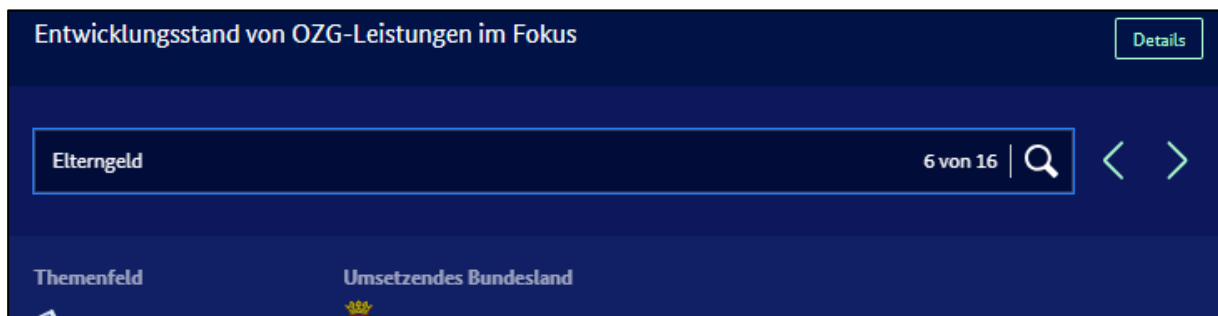 Entwicklungsstand von OZG-Leistungen im Fokus
Details
Elterngeld
6 von 16
Themenfeld
Umsetzendes Bundesland